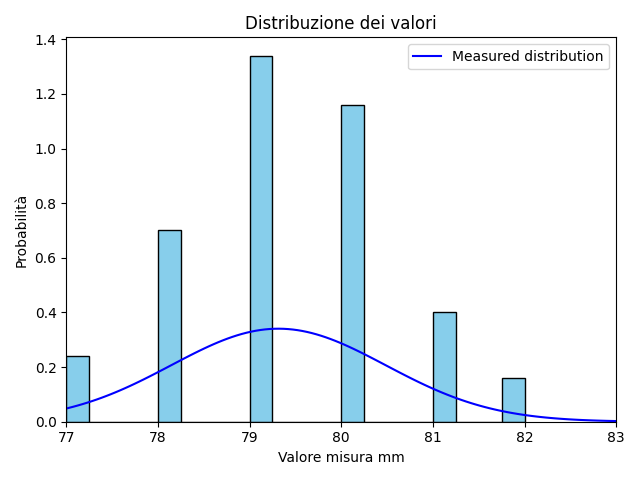 Distribuzione dei valori
Measured distribution
1.4
1.2
1.0
0.8
0.6
0.4
0.2
0.0
Probabilità
77 78 79 80 81 82 83
Valore misura mm